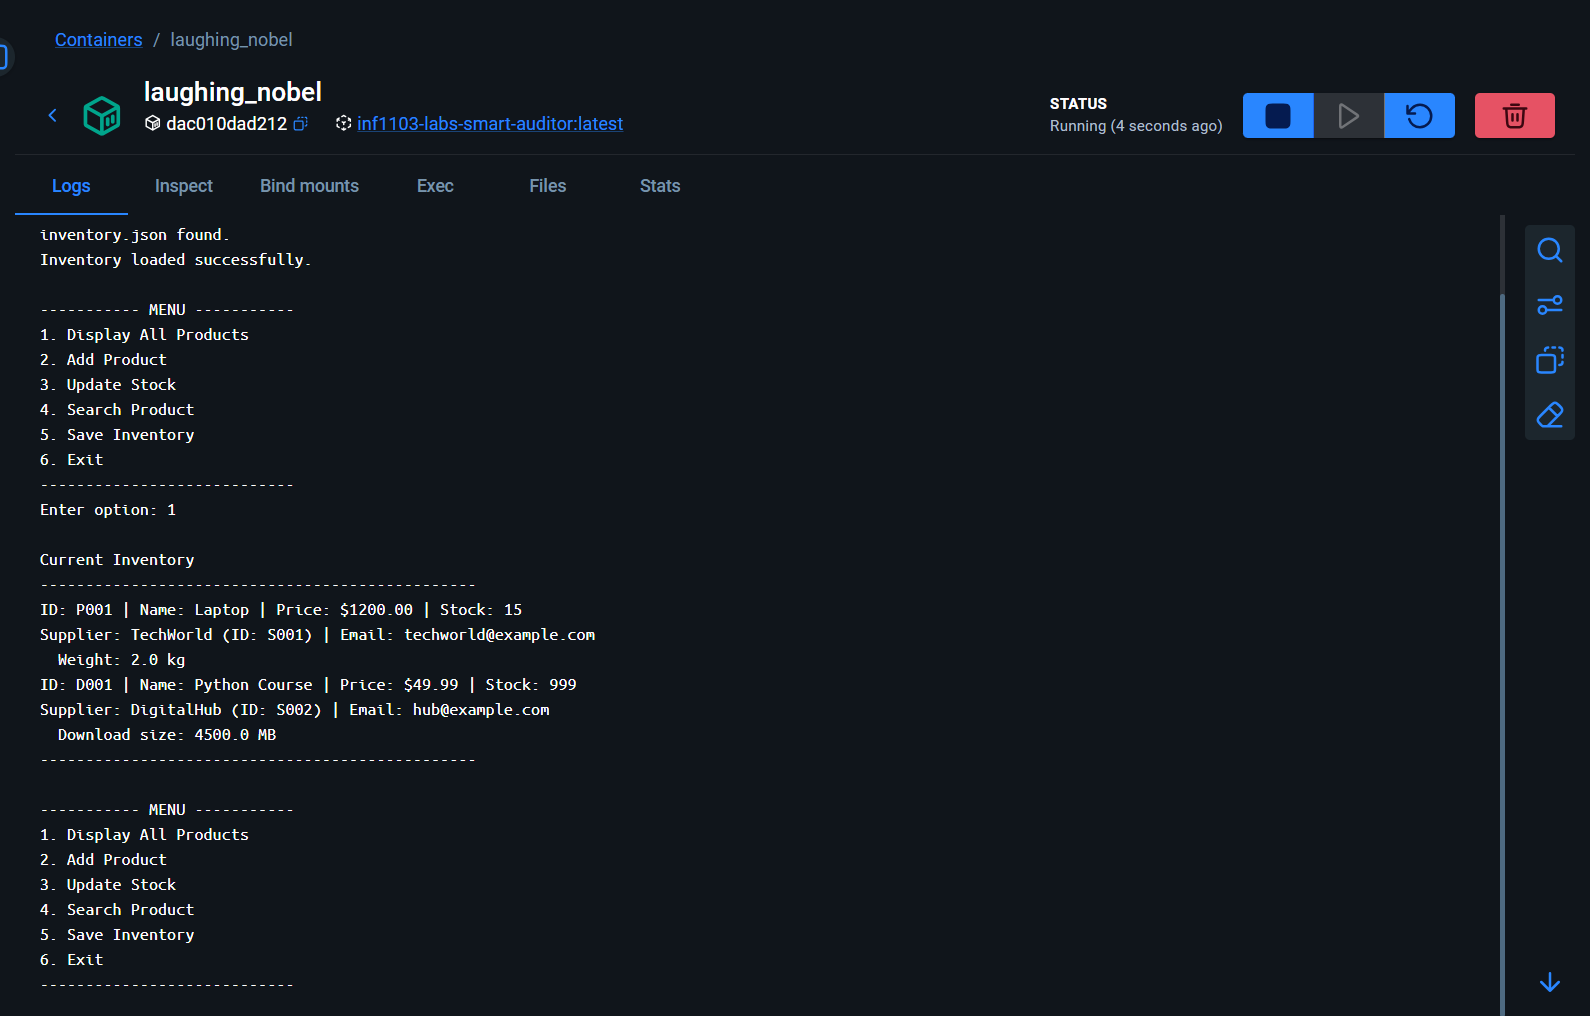 Containers / laughing_nobel
laughing_nobel
dac010dad212 inf1103-labs-smart-auditor:latest
STATUS
Running (4 seconds ago)
Logs Inspect Bind mounts Exec Files Stats
inventory.json found.
Inventory loaded successfully.
----------- MENU -----------
1. Display All Products
2. Add Product
3. Update Stock
4. Search Product
5. Save Inventory
6. Exit
----------------------------
Enter option: 1
Current Inventory
------------------------------------------------
ID: P001 | Name: Laptop | Price: $1200.00 | Stock: 15
Supplier: TechWorld (ID: S001) | Email: techworld@example.com
Weight: 2.0 kg
ID: D001 | Name: Python Course | Price: $49.99 | Stock: 999
Supplier: DigitalHub (ID: S002) | Email: hub@example.com
Download size: 4500.0 MB
------------------------------------------------
----------- MENU -----------
1. Display All Products
2. Add Product
3. Update Stock
4. Search Product
5. Save Inventory
6. Exit
----------------------------